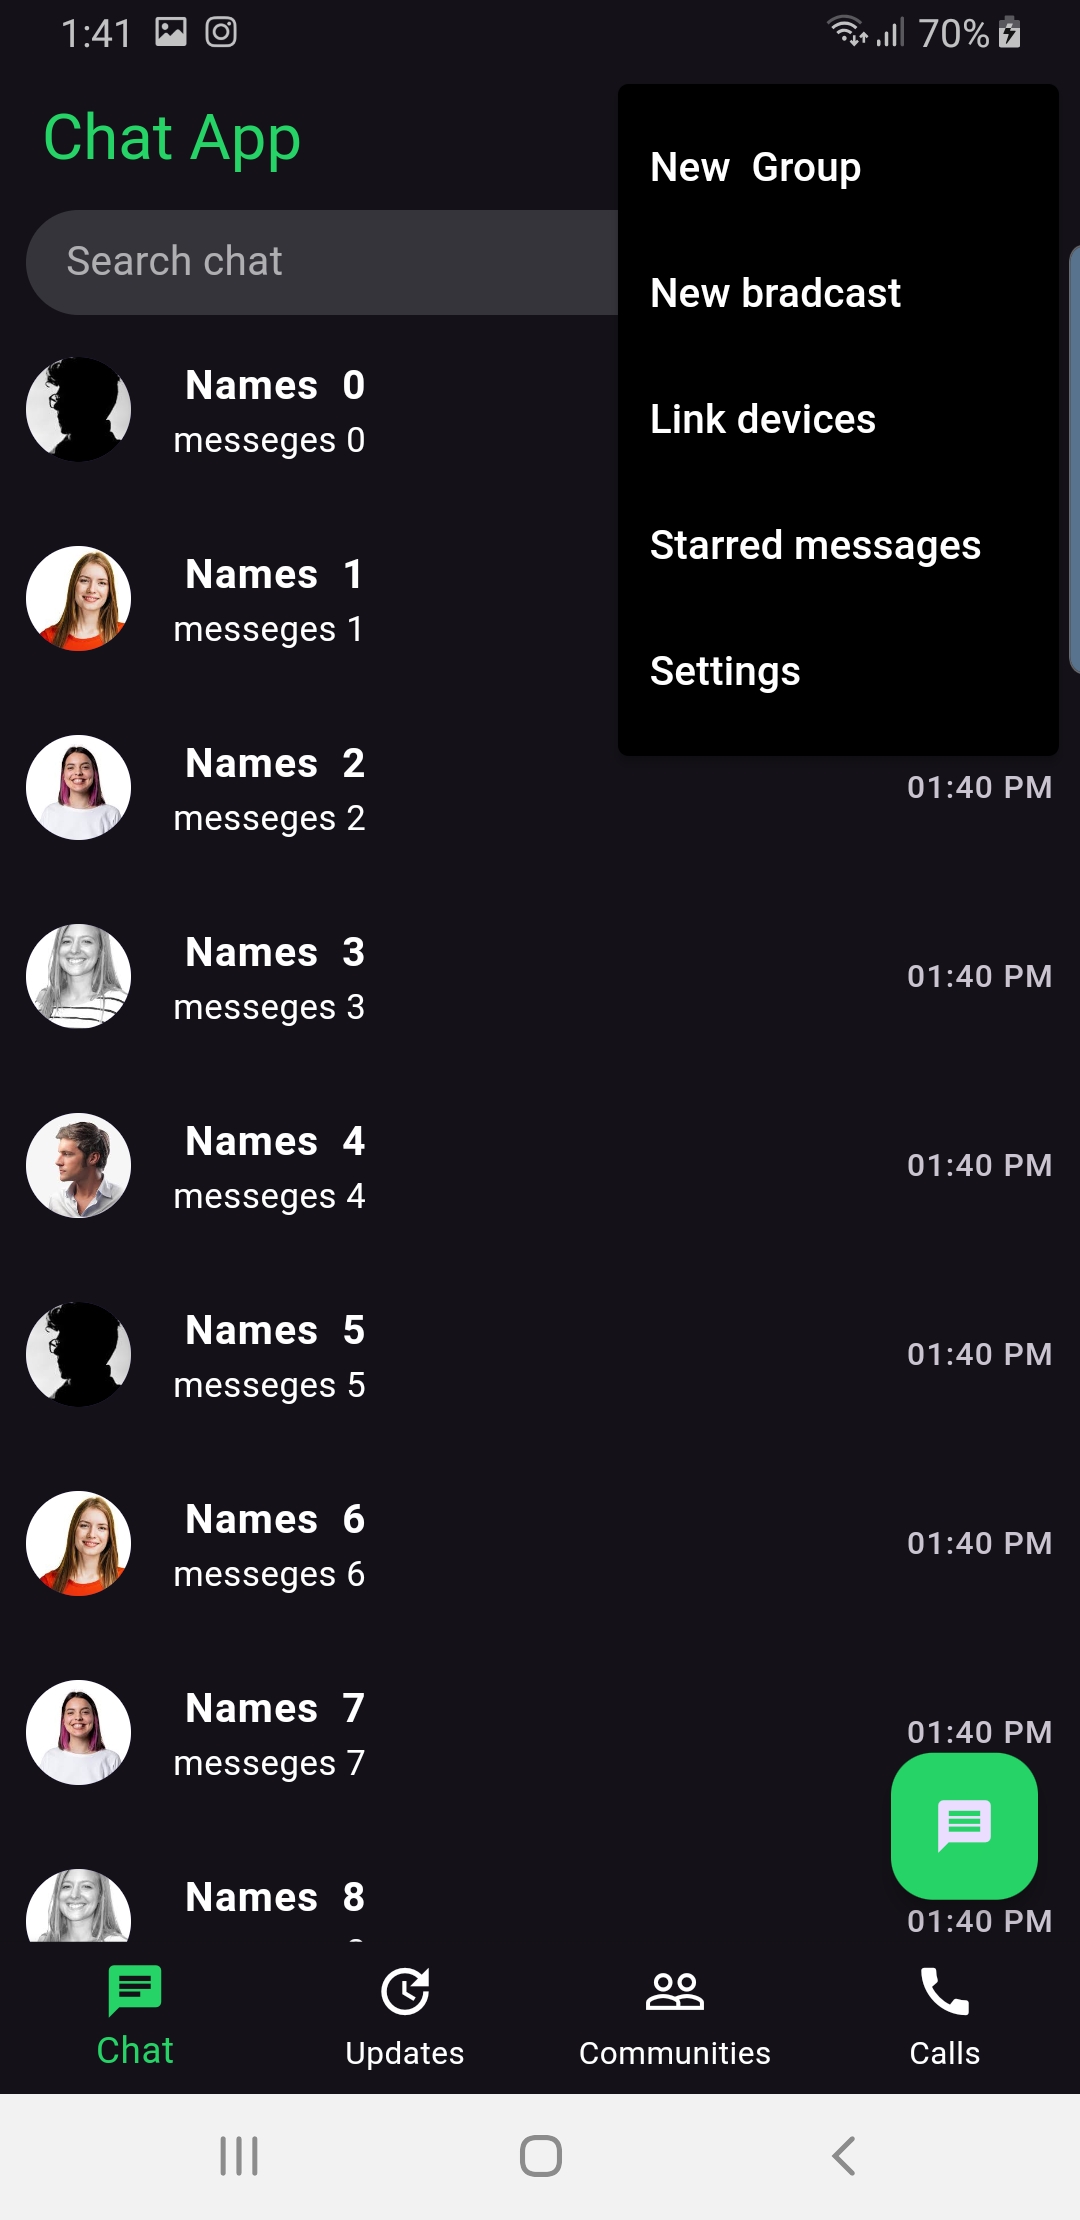 1:41 70%
Chat App
New  Group
Search chat
New bradcast
Names  0
messeges 0
Link devices
Starred messages
Names  1
messeges 1
Settings
Names  2
messeges 2
01:40 PM
Names  3
messeges 3
01:40 PM
Names  4
messeges 4
01:40 PM
Names  5
messeges 5
01:40 PM
Names  6
messeges 6
01:40 PM
Names  7
messeges 7
01:40 PM
Names  8
01:40 PM
Chat
Updates
Communities
Calls